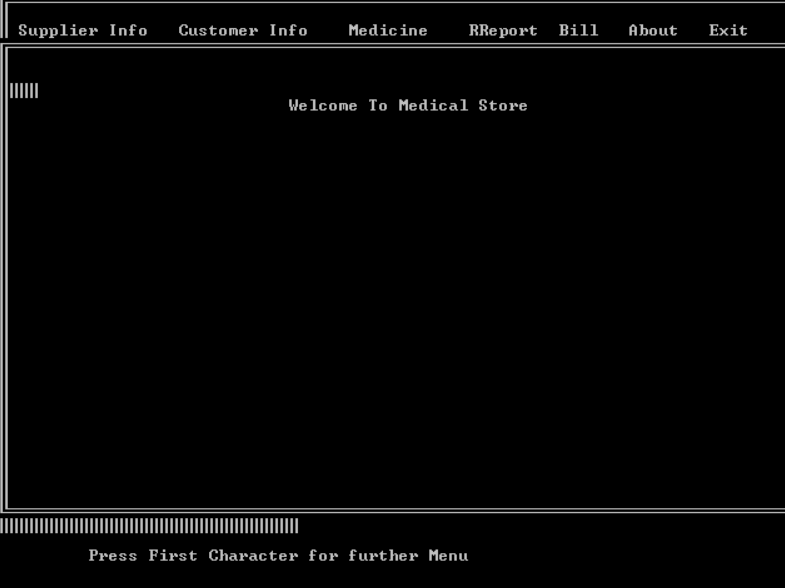 Supplier Info Customer Info Medicine RReport Bill About Exit
Welcome To Medical Store
Press First Character for further Menu